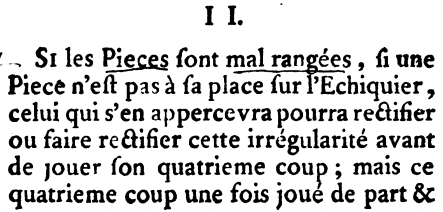 II.
SI les Pieces ſont mal rangées, ſi une
Piece n'eſt pas à ſa place ſur l'Echiquier,
celui qui s'en appercevra pourra rectifier
ou faire rectifier cette irrégularité avant
de jouer ſon quatrieme coup ; mais ce
quatrieme coup une fois joué de part &